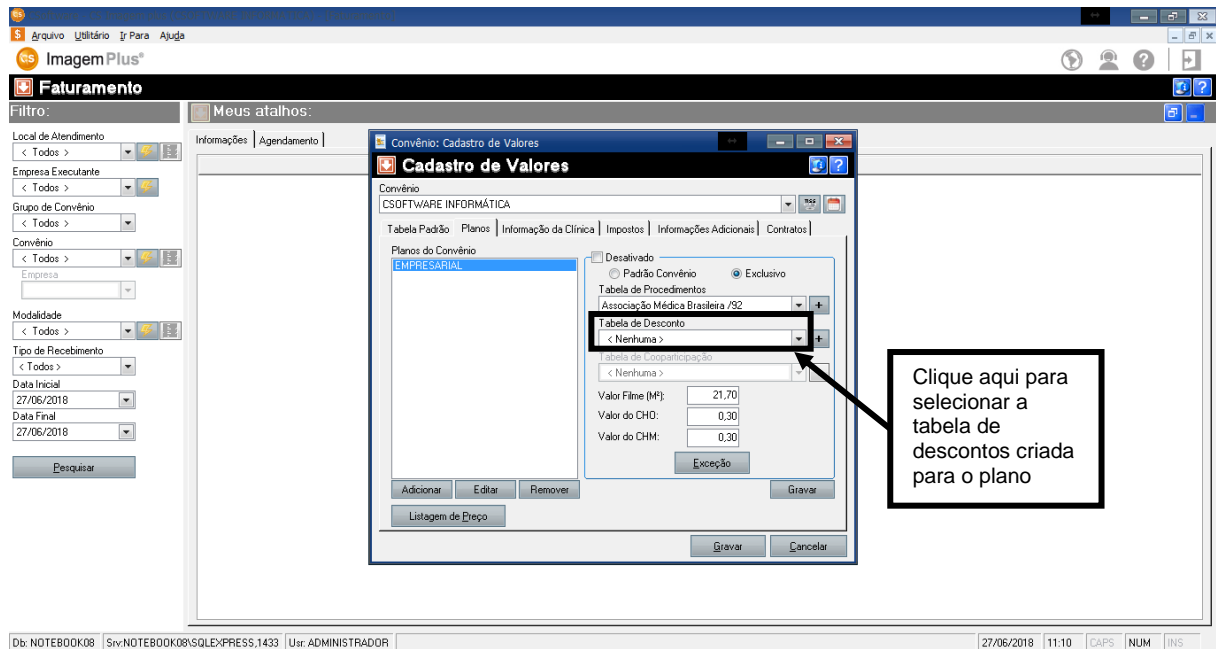 Arquivo Utilitário Ir Para Ajuda
ImagemPlus®
Faturamento
Filtro:
Meus atalhos:
Local de Atendimento
< Todos >
Empresa Executante
< Todos >
Grupo de Convênio
< Todos >
Convênio
< Todos >
Empresa
Modalidade
< Todos >
Tipo de Recebimento
< Todos >
Data Inicial
27/06/2018
Data Final
27/06/2018
Pesquisar
Informações Agendamento
Convênio: Cadastro de Valores
Cadastro de Valores
Convênio
CSOFTWARE INFORMÁTICA
Tabela Padrão Planos Informação da Clínica Impostos Informações Adicionais Contratos
Planos do Convênio
EMPRESARIAL
Desativado
Padrão Convênio Exclusivo
Tabela de Procedimentos
Associação Médica Brasileira /92
Tabela de Desconto
< Nenhuma >
Tabela de Cooparticipação
< Nenhuma >
Valor Filme (M²): 21,70
Valor do CHO: 0,30
Valor do CHM: 0,30
Exceção
Adicionar Editar Remover Gravar
Listagem de Preço
Gravar Cancelar
Clique aqui para
selecionar a
tabela de
descontos criada
para o plano
Db: NOTEBOOK08 Srv:NOTEBOOK08\SQLEXPRESS,1433 Usr: ADMINISTRADOR 27/06/2018 11:10 CAPS NUM INS